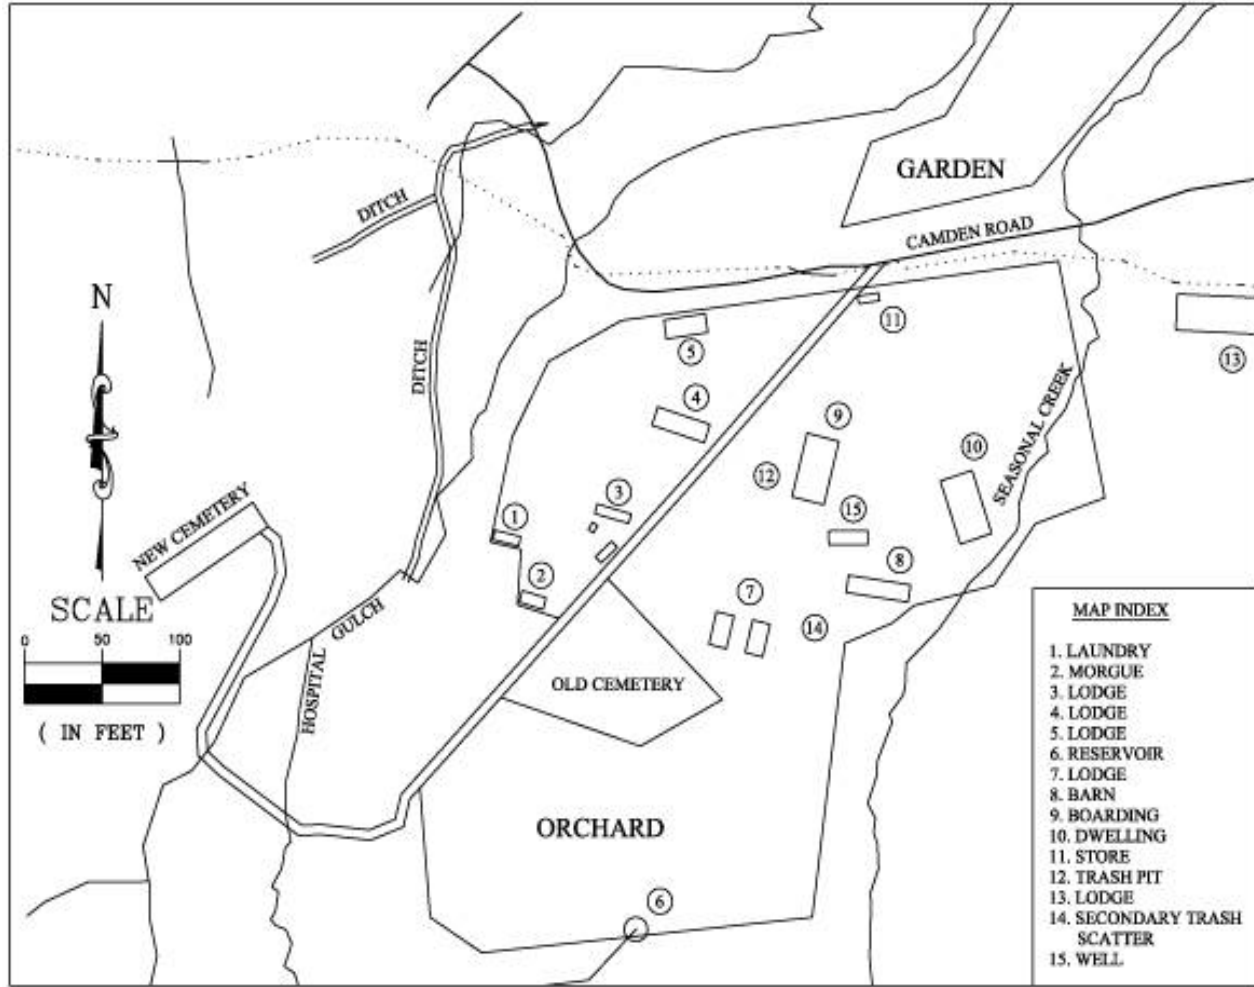 GARDEN
CAMDEN ROAD
DITCH
N
DITCH
11
13
5
4
9
10
12
SEASONAL CREEK
3
1
15
NEW CEMETERY
2
8
7
14
SCALE
0 50 100
( IN FEET )
HOSPITAL GULCH
OLD CEMETERY
ORCHARD
6
MAP INDEX
1. LAUNDRY
2. MORGUE
3. LODGE
4. LODGE
5. LODGE
6. RESERVOIR
7. LODGE
8. BARN
9. BOARDING
10. DWELLING
11. STORE
12. TRASH PIT
13. LODGE
14. SECONDARY TRASH
SCATTER
15. WELL